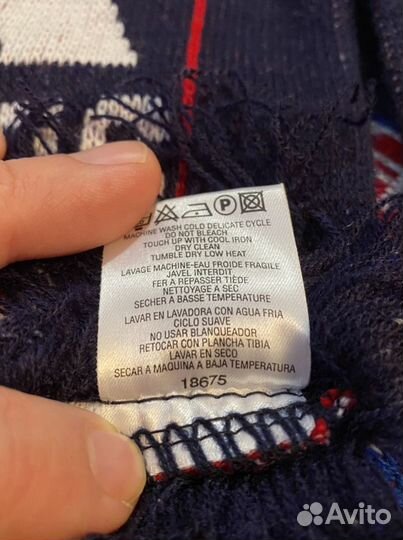 P
MACHINE WASH COLD DELICATE CYCLE
DO NOT BLEACH
TOUCH UP WITH COOL IRON
DRY CLEAN
TUMBLE DRY LOW HEAT
LAVAGE MACHINE-EAU FROIDE FRAGILE
JAVEL INTERDIT
FER A REPASSER TIÈDE
NETTOYAGE A SEC
SECHER A BASSE TEMPERATURE
LAVAR EN LAVADORA CON AGUA FRIA
CICLO SUAVE
NO USAR BLANQUEADOR
RETOCAR CON PLANCHA TIBIA
LAVAR EN SECO
SECAR A MAQUINA A BAJA TEMPERATURA
18675
Avito